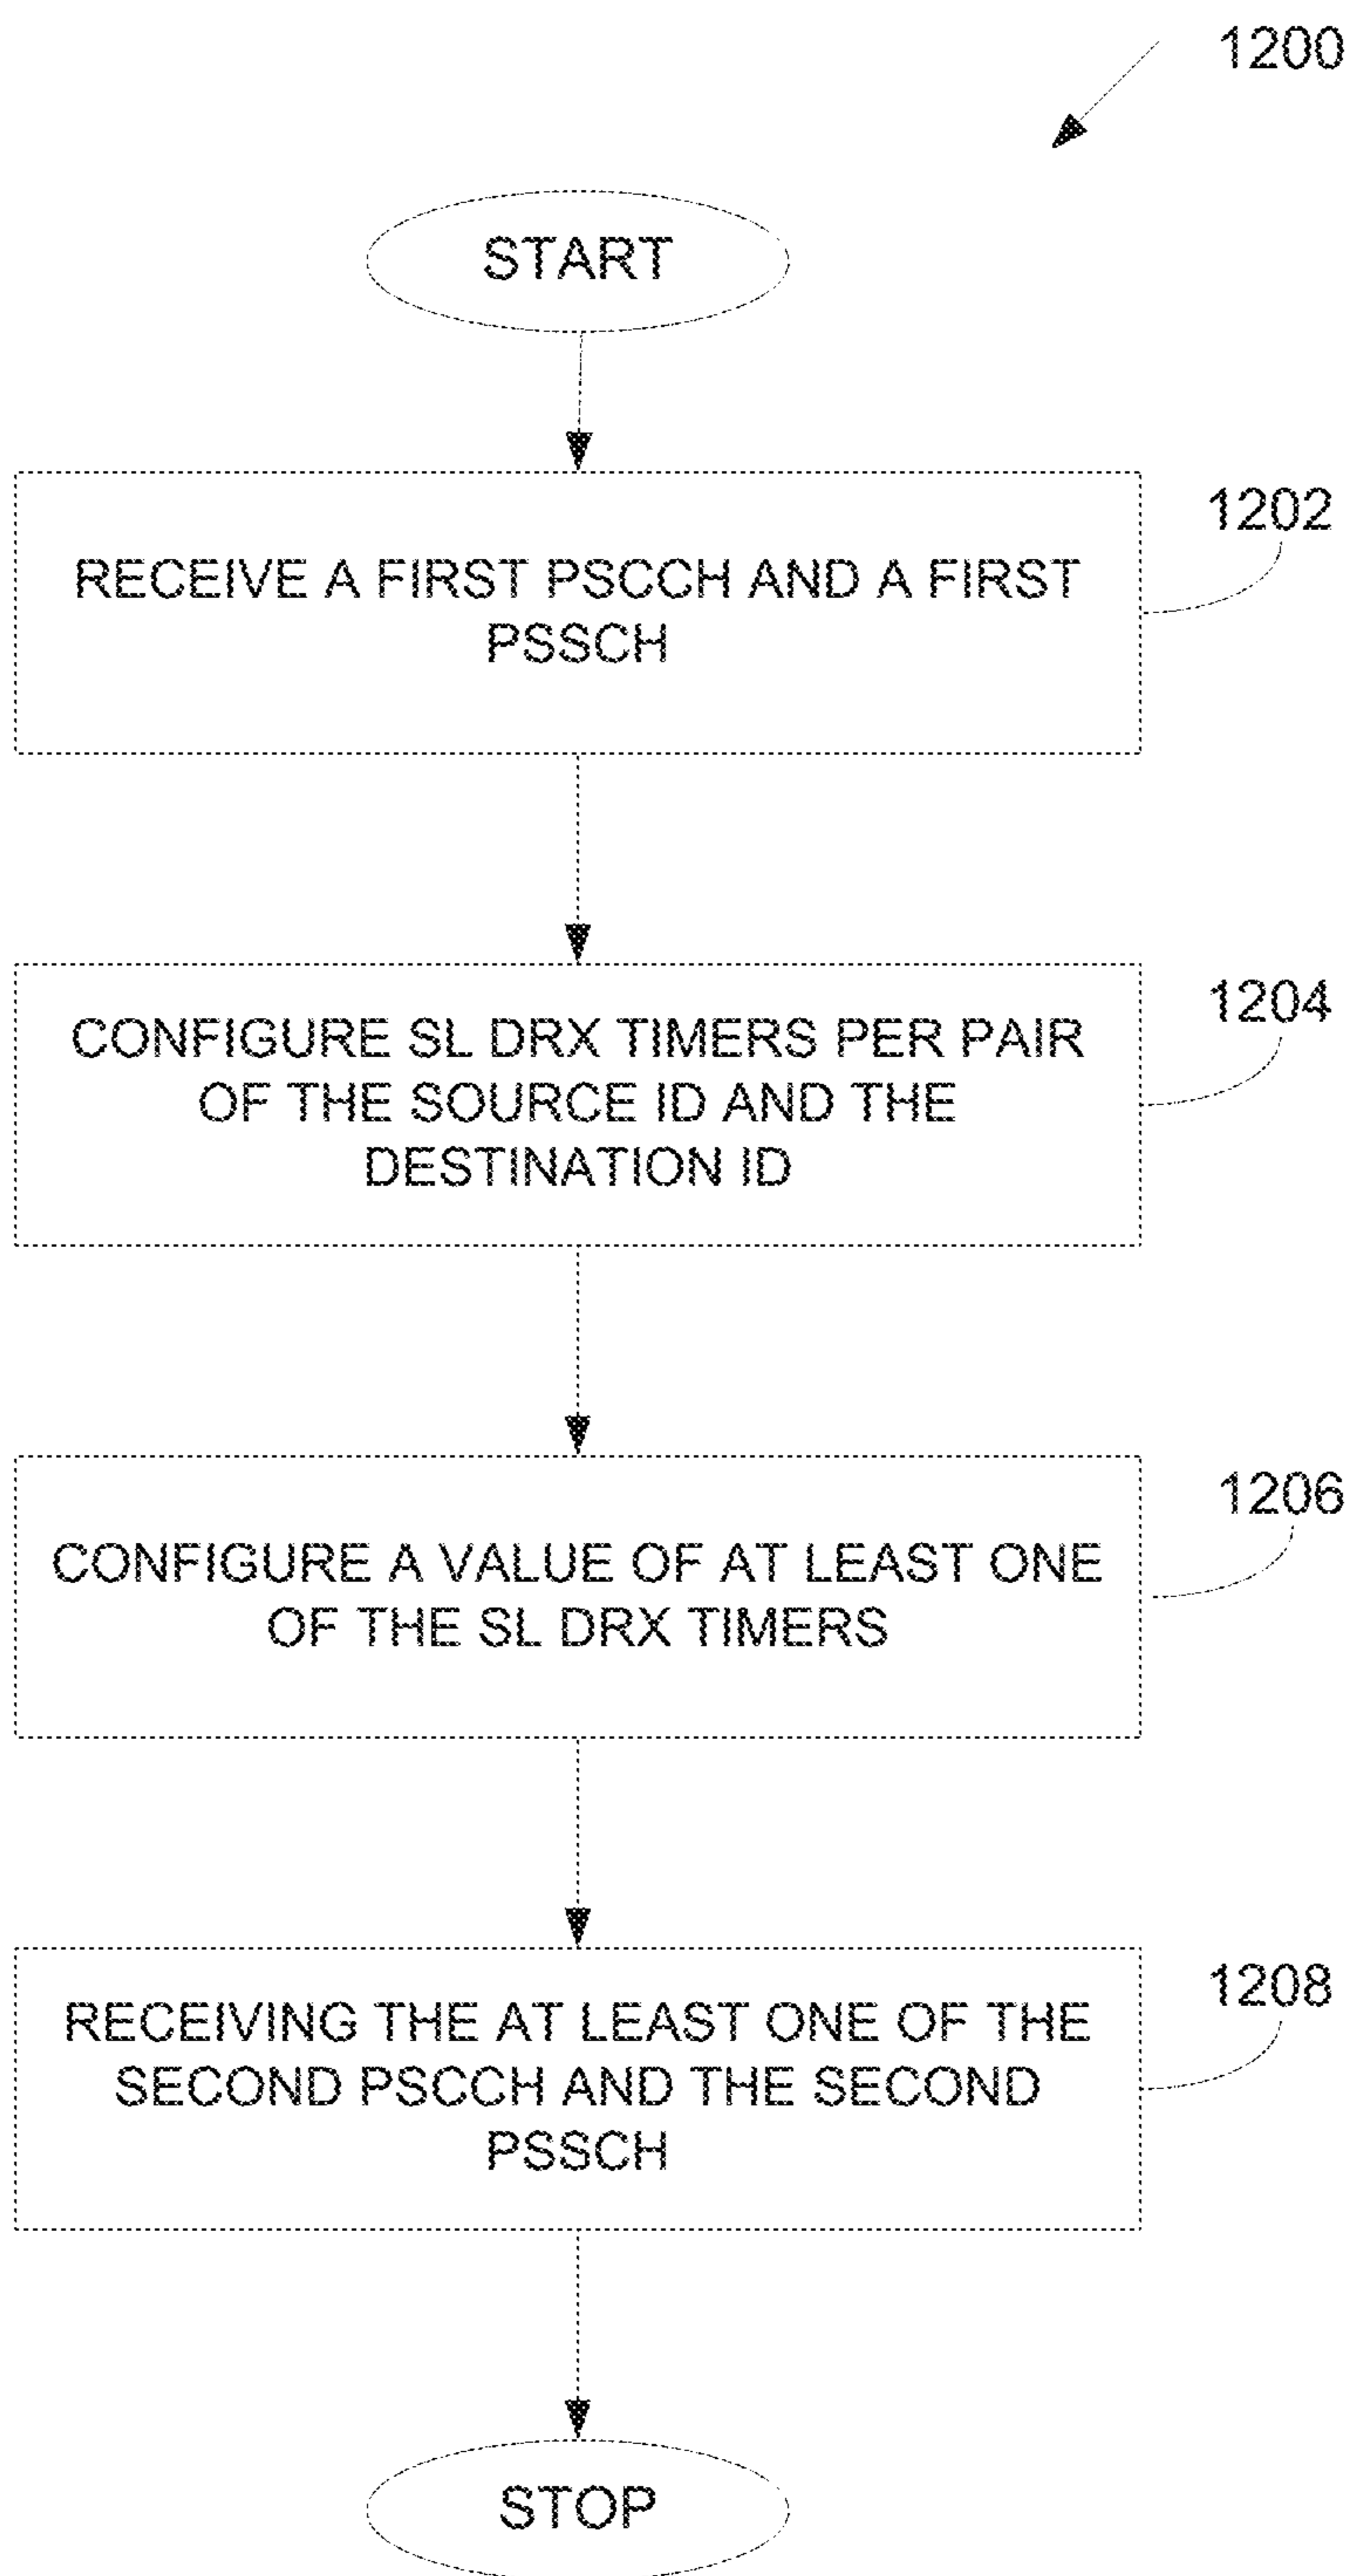 1200
START
1202
RECEIVE A FIRST PSCCH AND A FIRST
PSSCH
1204
CONFIGURE SL DRX TIMERS PER PAIR
OF THE SOURCE ID AND THE
DESTINATION ID
1206
CONFIGURE A VALUE OF AT LEAST ONE
OF THE SL DRX TIMERS
1208
RECEIVING THE AT LEAST ONE OF THE
SECOND PSCCH AND THE SECOND
PSSCH
STOP